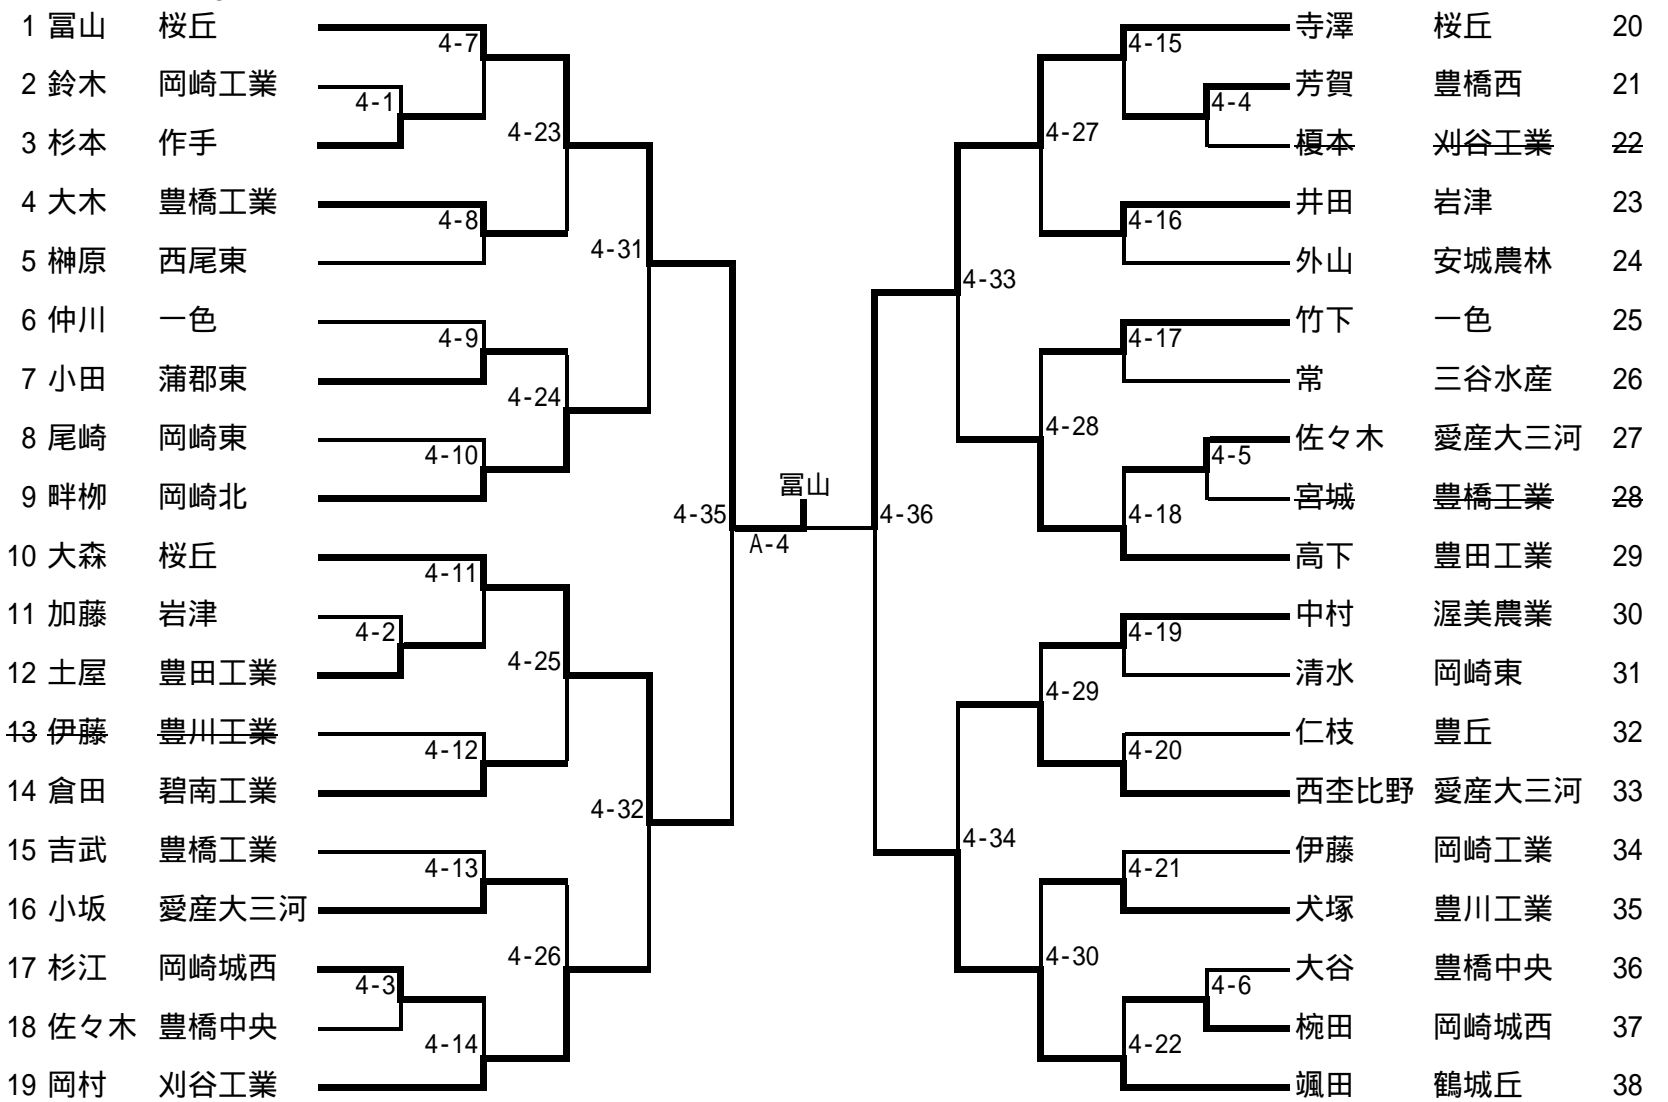 1 冨山 桜丘
2 鈴木 岡崎工業
3 杉本 作手
4 大木 豊橋工業
5 榊原 西尾東
6 仲川 一色
7 小田 蒲郡東
8 尾崎 岡崎東
9 畔栁 岡崎北
10 大森 桜丘
11 加藤 岩津
12 土屋 豊田工業
13 伊藤 豊川工業
14 倉田 碧南工業
15 吉武 豊橋工業
16 小坂 愛産大三河
17 杉江 岡崎城西
18 佐々木 豊橋中央
19 岡村 刈谷工業
4-7
4-1
4-23
4-8
4-31
4-9
4-24
4-10
4-35
4-11
4-2
4-25
4-12
4-32
4-13
4-26
4-3
4-14
冨山
A-4
4-15
4-4
4-27
4-16
4-33
4-17
4-28
4-5
4-18
4-36
4-19
4-29
4-20
4-34
4-21
4-30
4-6
4-22
寺澤 桜丘 20
芳賀 豊橋西 21
榎本 刈谷工業 22
井田 岩津 23
外山 安城農林 24
竹下 一色 25
常 三谷水産 26
佐々木 愛産大三河 27
宮城 豊橋工業 28
高下 豊田工業 29
中村 渥美農業 30
清水 岡崎東 31
仁枝 豊丘 32
西杢比野 愛産大三河 33
伊藤 岡崎工業 34
犬塚 豊川工業 35
大谷 豊橋中央 36
椀田 岡崎城西 37
颯田 鶴城丘 38